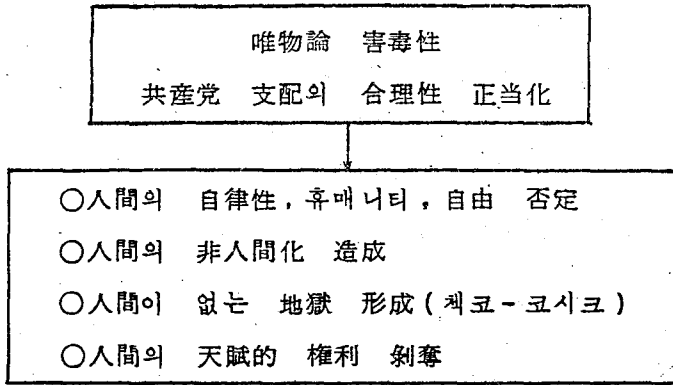 唯物論 害毒性
共産党 支配의 合理性 正当化
○人間의 自律性, 휴매니티, 自由 否定
○人間의 非人間化 造成
○人間이 없는 地獄 形成(체코-코시크)
○人間의 天賦的 権利 剝奪